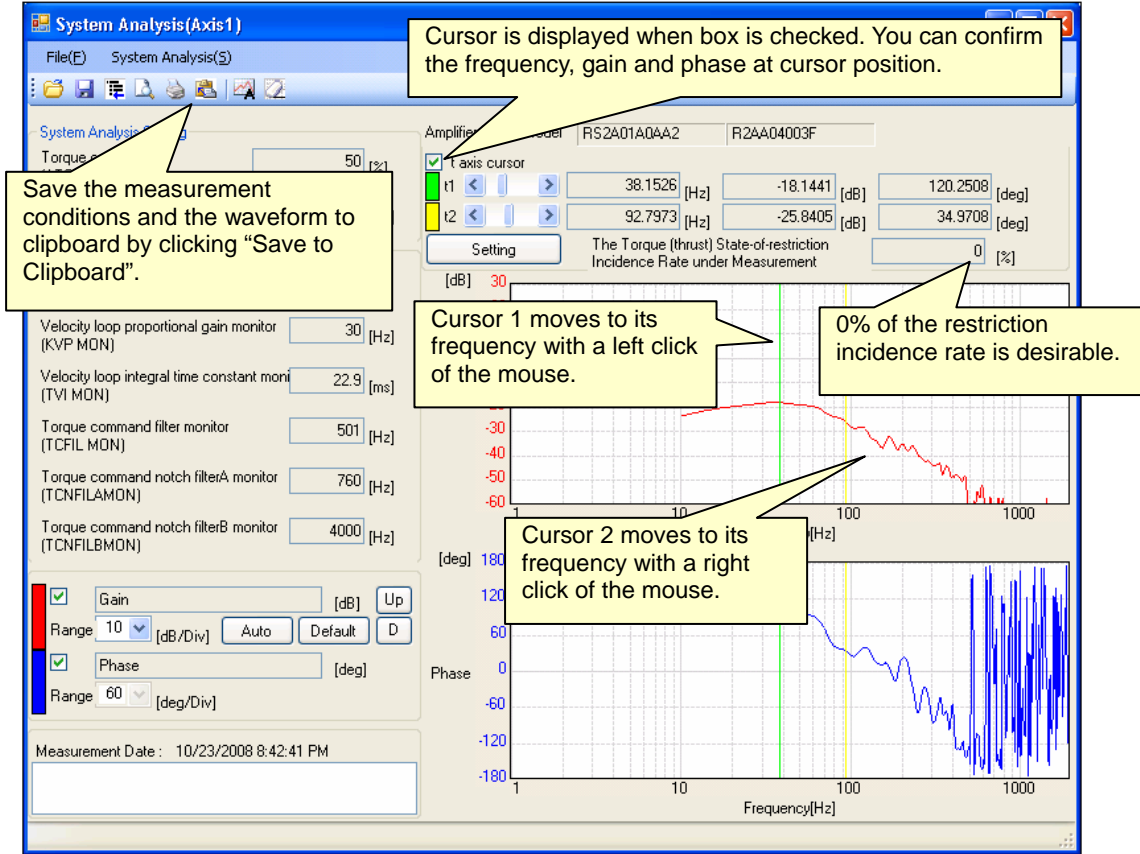 System Analysis(Axis1)
File(F) System Analysis(S)
Cursor is displayed when box is checked. You can confirm
the frequency, gain and phase at cursor position.
System Analysis
Torque
50 [%]
Save the measurement
conditions and the waveform to
clipboard by clicking “Save to
Clipboard”.
Velocity loop proportional gain monitor
(KVP MON)
30 [Hz]
Velocity loop integral time constant moni
(TVI MON)
22.9 [ms]
Torque command filter monitor
(TCFIL MON)
501 [Hz]
Torque command notch filterA monitor
(TCNFILAMON)
760 [Hz]
Torque command notch filterB monitor
(TCNFILBMON)
4000 [Hz]
Gain [dB] Up
Range 10 [dB/Div] Auto Default D
Phase [deg]
Range 60 [deg/Div]
Measurement Date : 10/23/2008 8:42:41 PM
RS2A01A0AA2 R2AA04003F
t axis cursor
t1 38.1526 [Hz] -18.1441 [dB] 120.2508 [deg]
t2 92.7973 [Hz] -25.8405 [dB] 34.9708 [deg]
Setting
The Torque (thrust) State-of-restriction
Incidence Rate under Measurement
0 [%]
[dB] 30
Cursor 1 moves to its
frequency with a left click
of the mouse.
0% of the restriction
incidence rate is desirable.
-30
-40
-50
-60
1 100 1000
[Hz]
Cursor 2 moves to its
frequency with a right
click of the mouse.
[deg] 180
120
60
Phase 0
-60
-120
-180
1 10 100 1000
Frequency[Hz]